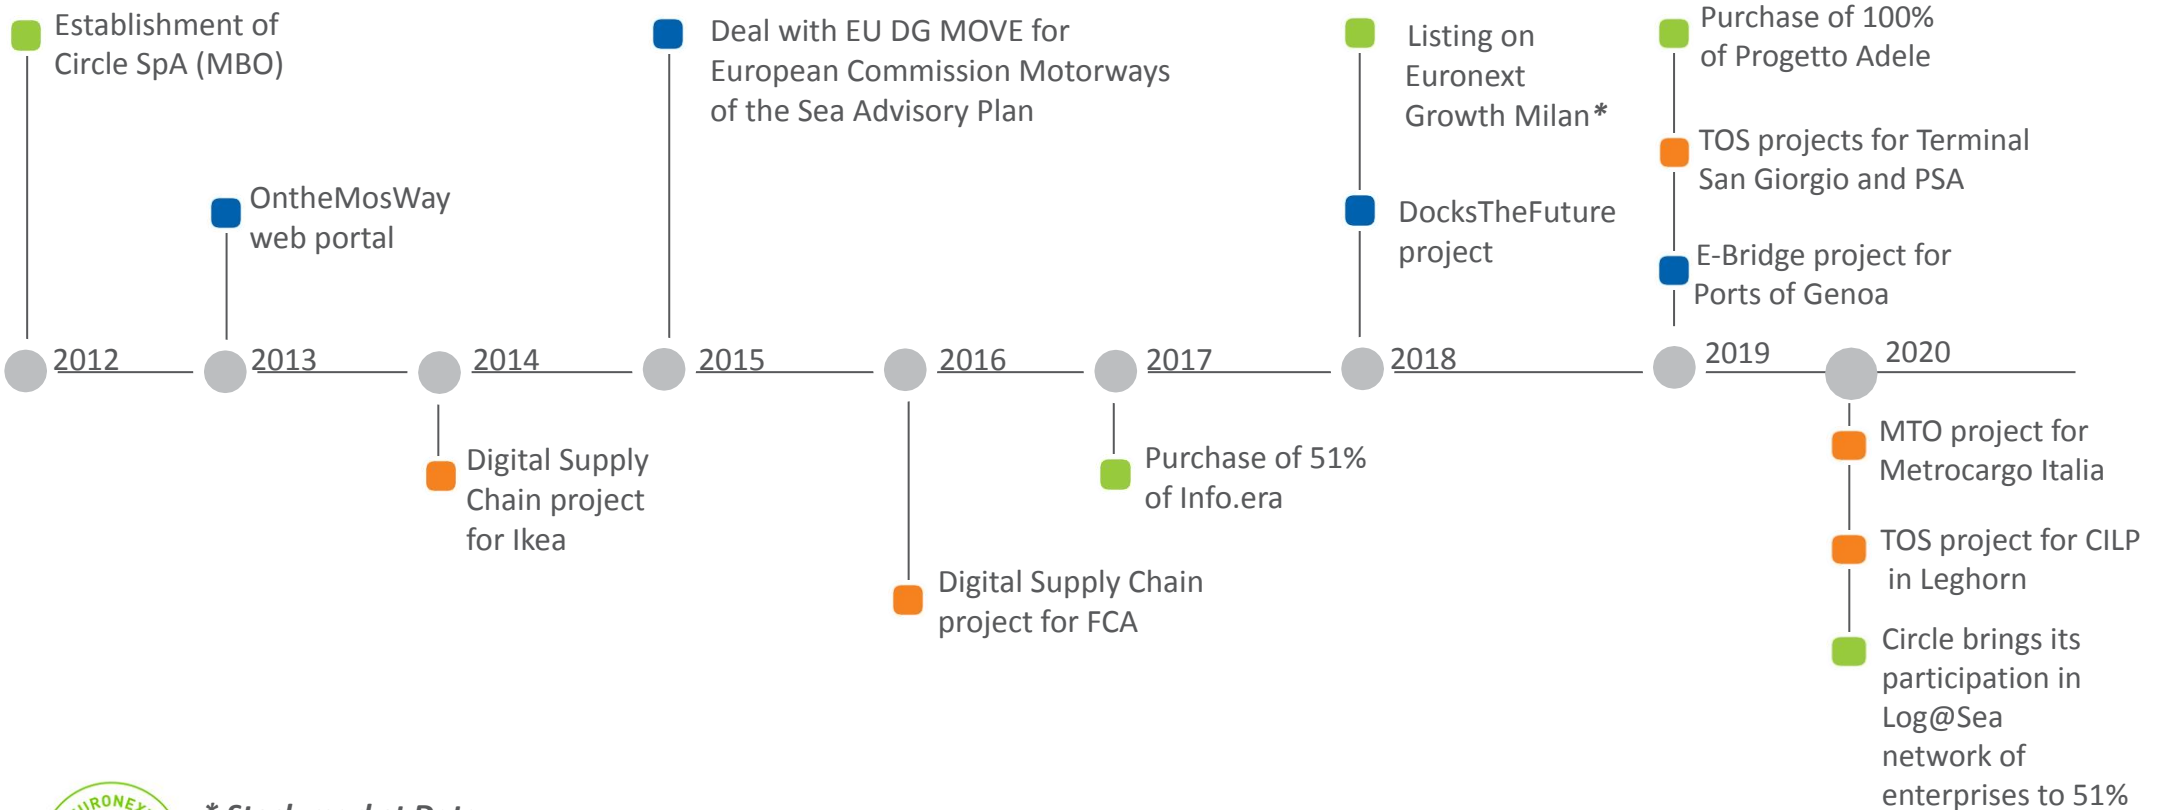 Establishment of
Circle SpA (MBO)
Deal with EU DG MOVE for
European Commission Motorways
of the Sea Advisory Plan
Listing on
Euronext
Growth Milan*
Purchase of 100%
of Progetto Adele
TOS projects for Terminal
San Giorgio and PSA
OntheMosWay
web portal
DocksTheFuture
project
E-Bridge project for
Ports of Genoa
2012
2013
2014
2015
2016
2017
2018
2019
2020
Digital Supply
Chain project
for Ikea
Digital Supply Chain
project for FCA
Purchase of 51%
of Info.era
MTO project for
Metrocargo Italia
TOS project for CILP
in Leghorn
Circle brings its
participation in
Log@Sea
network of
enterprises to 51%